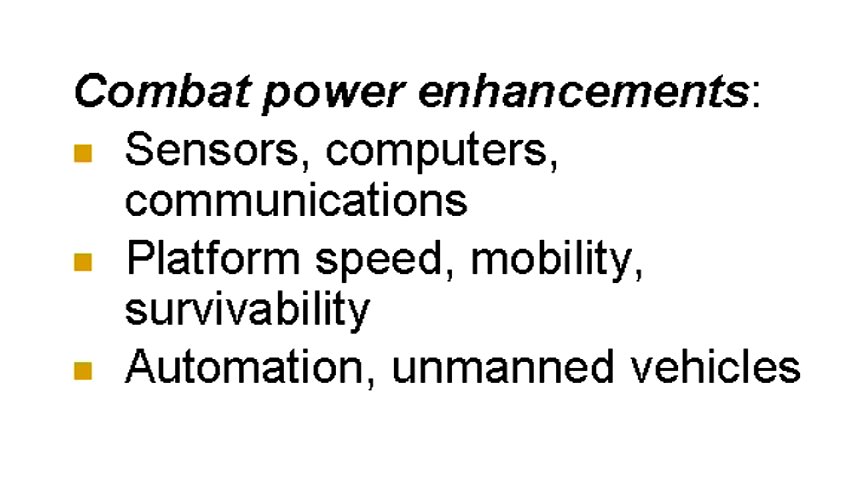 Combat power enhancements:
Sensors, computers,
communications
Platform speed, mobility,
survivability
Automation, unmanned vehicles